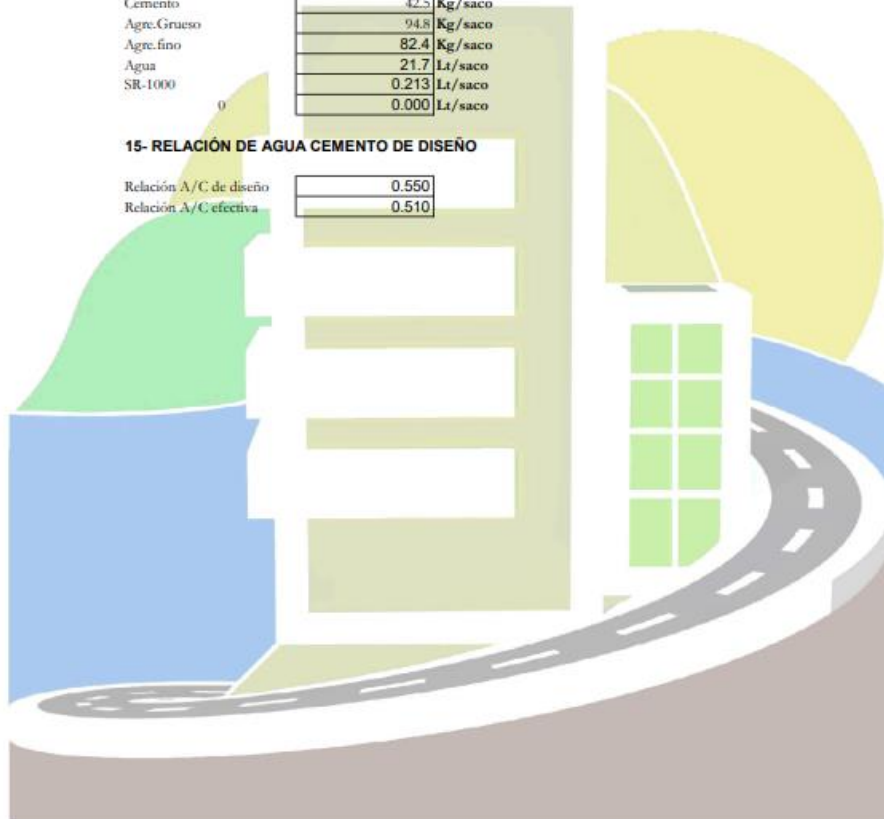 Cemento 42.5 Kg/saco
Agre.Grueso 94.8 Kg/saco
Agre.fino 82.4 Kg/saco
Agua 21.7 Lt/saco
SR-1000 0.213 Lt/saco
0 0.000 Lt/saco
15- RELACIÓN DE AGUA CEMENTO DE DISEÑO
Relación A/C de diseño 0.550
Relación A/C efectiva 0.510